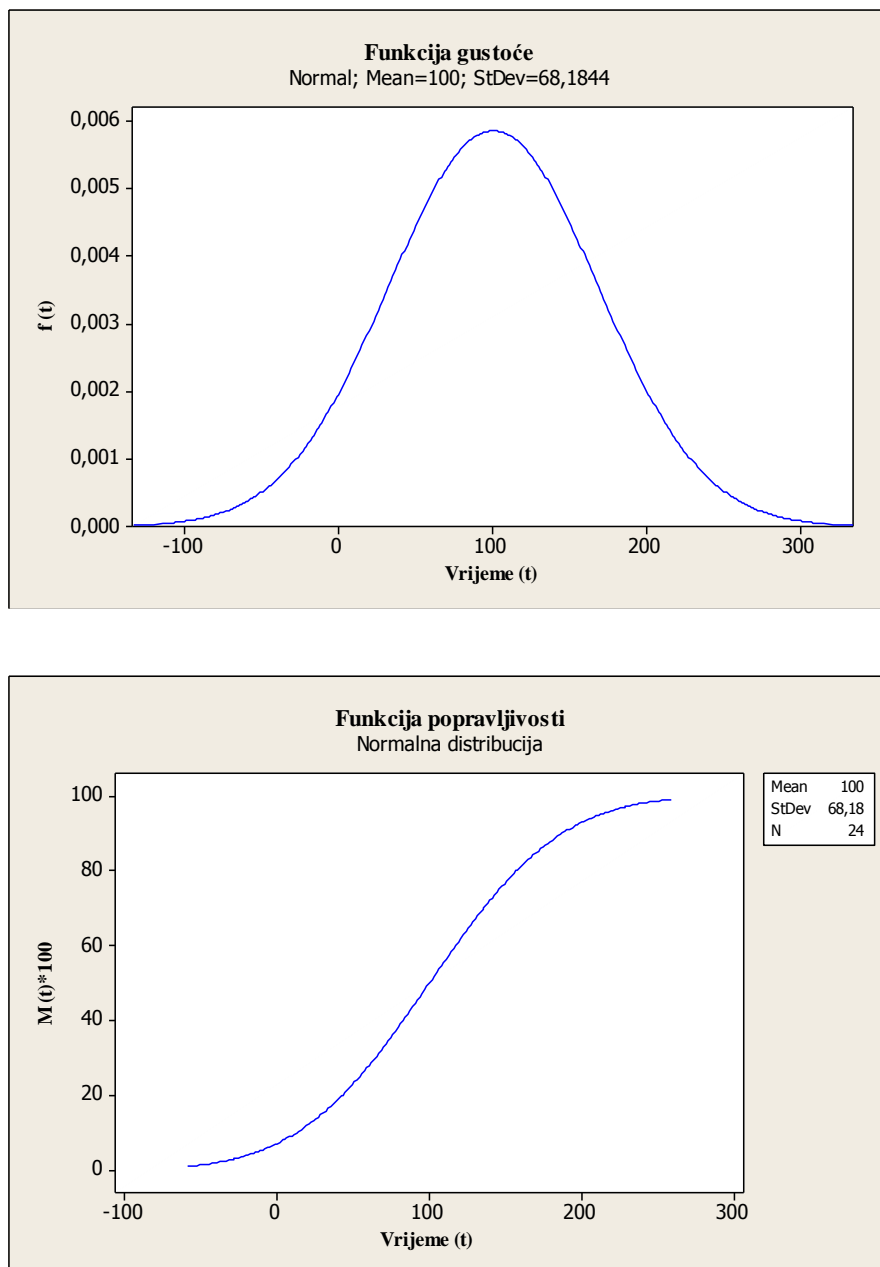 Funkcija gustoće
Normal; Mean=100; StDev=68,1844
0,006
0,005
0,004
0,003
0,002
0,001
0,000
f (t)
-100 0 100 200 300
Vrijeme (t)
Funkcija popravljivosti
Normalna distribucija
Mean 100
StDev 68,18
N 24
100
80
60
40
20
0
M (t)*100
-100 0 100 200 300
Vrijeme (t)